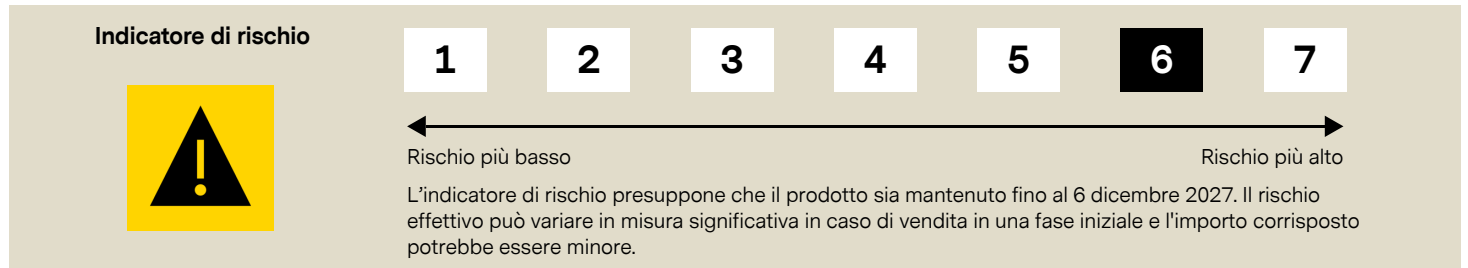 Indicatore di rischio
1 2 3 4 5 6 7
Rischio più basso Rischio più alto
L’indicatore di rischio presuppone che il prodotto sia mantenuto fino al 6 dicembre 2027. Il rischio
effettivo può variare in misura significativa in caso di vendita in una fase iniziale e l'importo corrisposto
potrebbe essere minore.